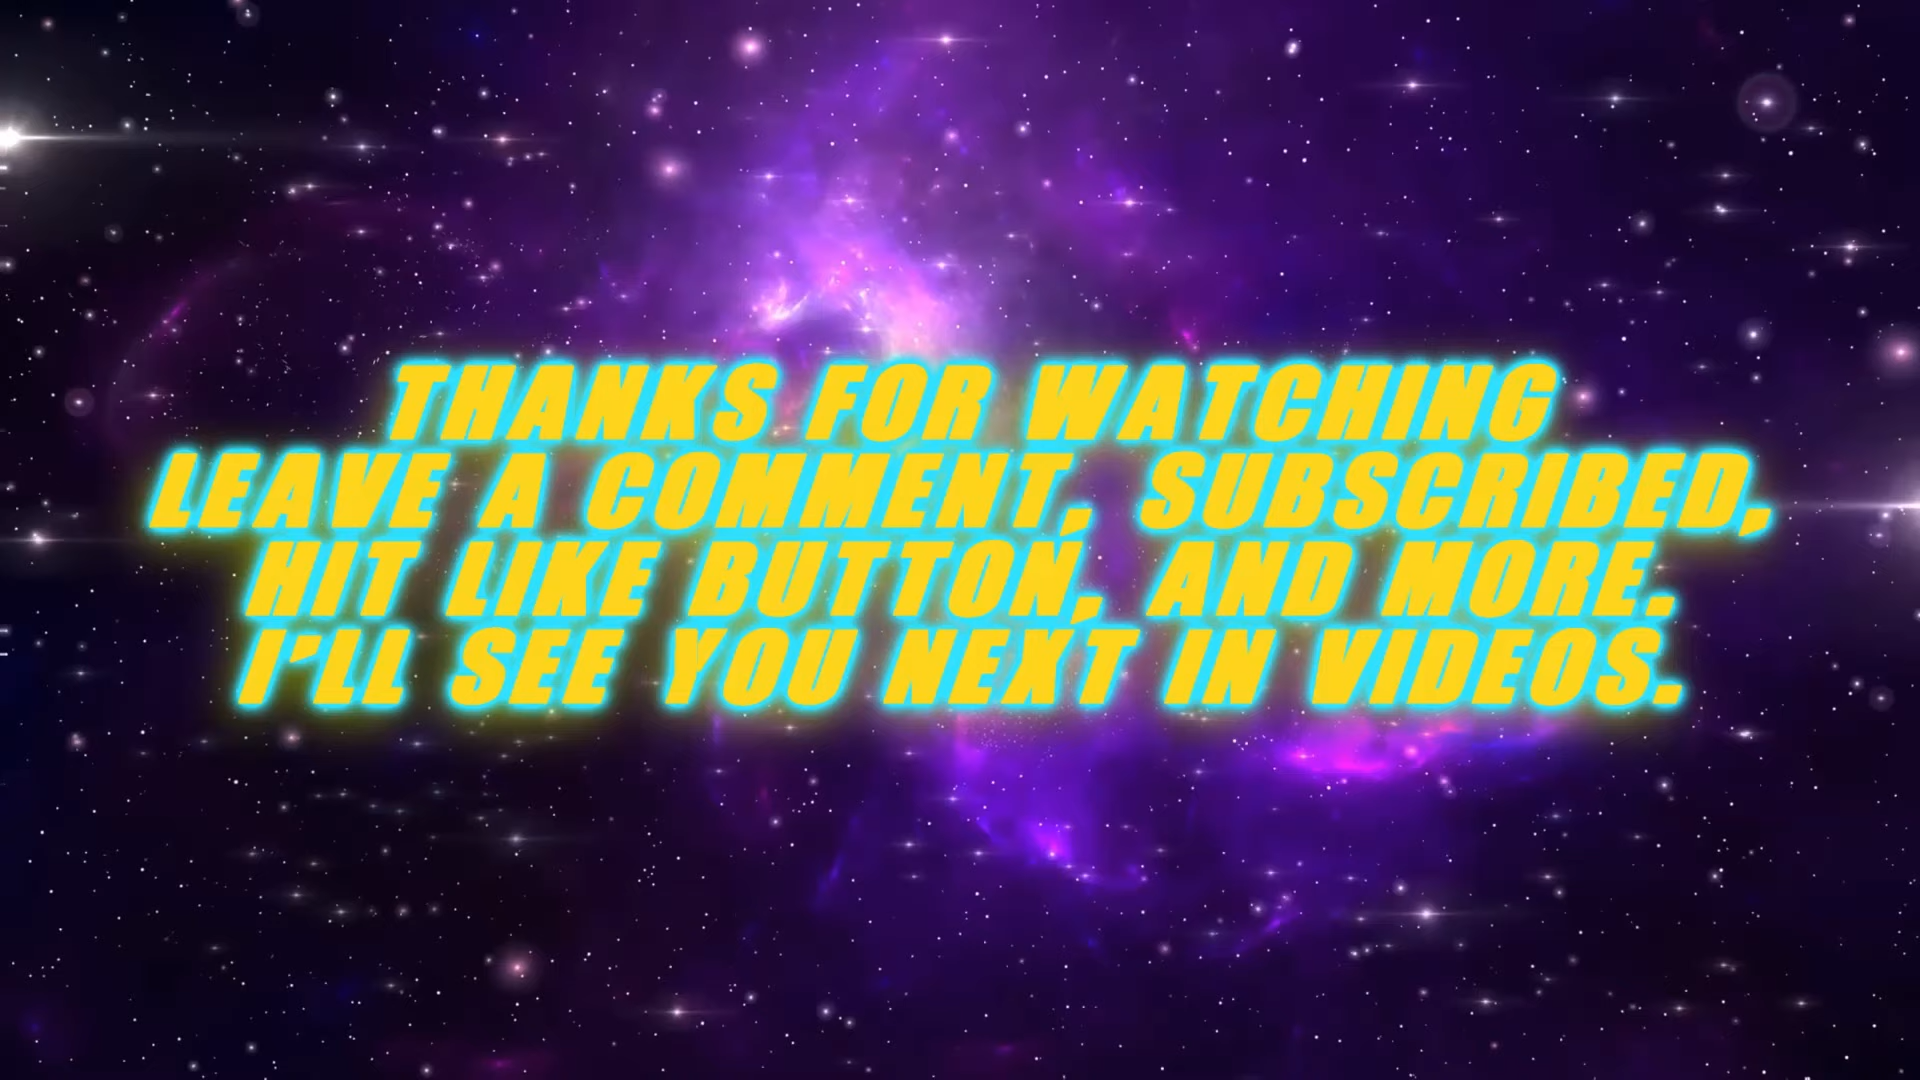 THANKS FOR WATCHING
LEAVE A COMMENT, SUBSCRIBED,
HIT LIKE BUTTON, AND MORE.
I'LL SEE YOU NEXT IN VIDEOS.